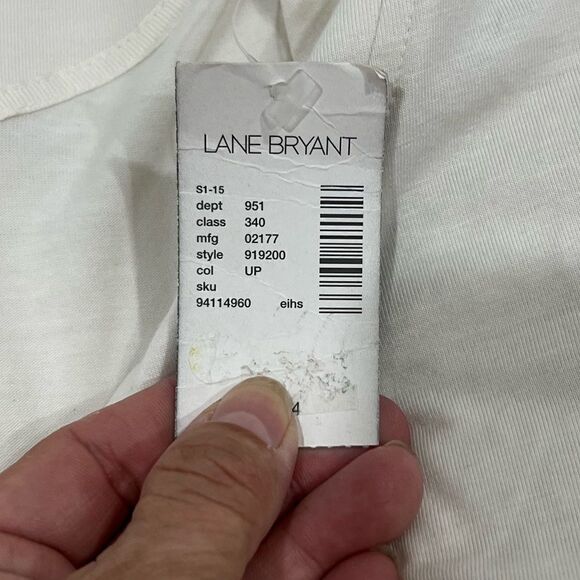 LANE BRYANT
S1-15
dept 951
class 340
mfg 02177
style 919200
col UP
sku
94114960 eihs
4